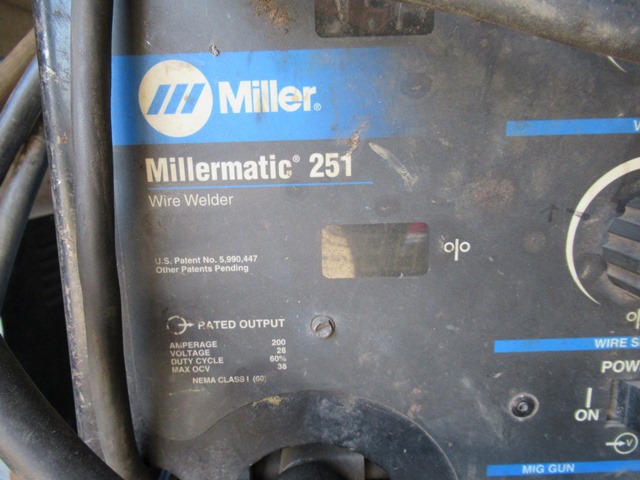 Miller®
Millermatic® 251
Wire Welder
U.S. Patent No. 5,990,447
Other Patents Pending
RATED OUTPUT
AMPERAGE 200
VOLTAGE 28
DUTY CYCLE 60%
MAX OCV 38
NEMA CLASS I (60)
V
WIRE S
POW
I
ON
V
MIG GUN